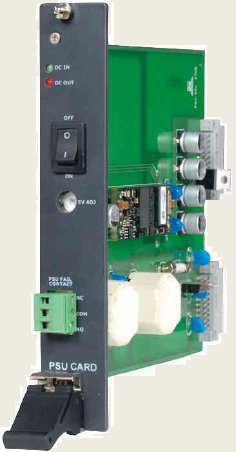 DC IN
DC OUT
OFF
O
I
ON
5V ADJ
PSU FAIL
CONTACT
NC
COM
NO
PSU CARD